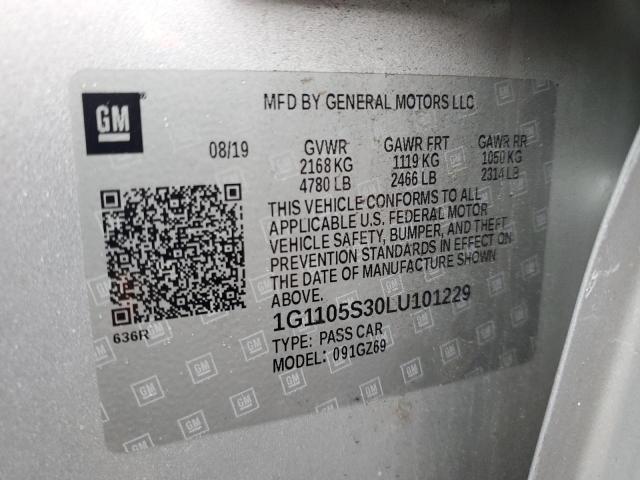 GM
MFD BY GENERAL MOTORS LLC
08/19 GVWR GAWR FRT GAWR RR
2168 KG 1119 KG 1050 KG
4780 LB 2466 LB 2314 LB
THIS VEHICLE CONFORMS TO ALL
APPLICABLE U.S. FEDERAL MOTOR
VEHICLE SAFETY, BUMPER, AND THEFT
PREVENTION STANDARDS IN EFFECT ON
THE DATE OF MANUFACTURE SHOWN
ABOVE.
1G1105S30LU101229
636R
TYPE: PASS CAR
MODEL: 091GZ69